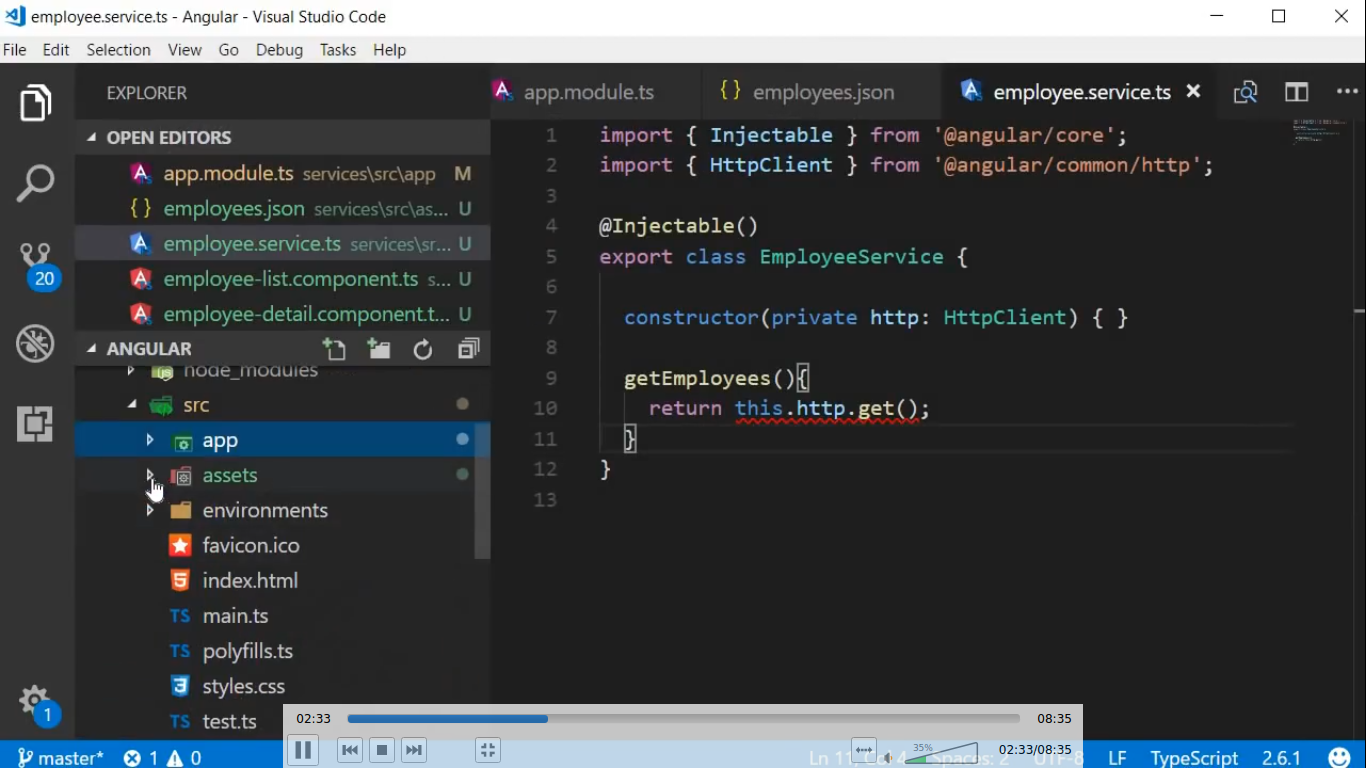 employee.service.ts - Angular - Visual Studio Code
File Edit Selection View Go Debug Tasks Help
EXPLORER
OPEN EDITORS
app.module.ts services\src\app M
{ } employees.json services\src\as... U
employee.service.ts services\sr... U
employee-list.component.ts s... U
employee-detail.component.t... U
ANGULAR
node_modules
src
app
assets
environments
favicon.ico
index.html
TS main.ts
TS polyfills.ts
styles.css
TS test.ts
20
1
app.module.ts { } employees.json employee.service.ts
1 import { Injectable } from '@angular/core';
2 import { HttpClient } from '@angular/common/http';
3
4 @Injectable()
5 export class EmployeeService {
6
7 constructor(private http: HttpClient) { }
8
9 getEmployees(){
10 return this.http.get();
11 }
12 }
13
02:33 08:35
35% 02:33/08:35
master* 1 0 Ln 11, Col 4 Spaces: 2 UTF-8 LF TypeScript 2.6.1